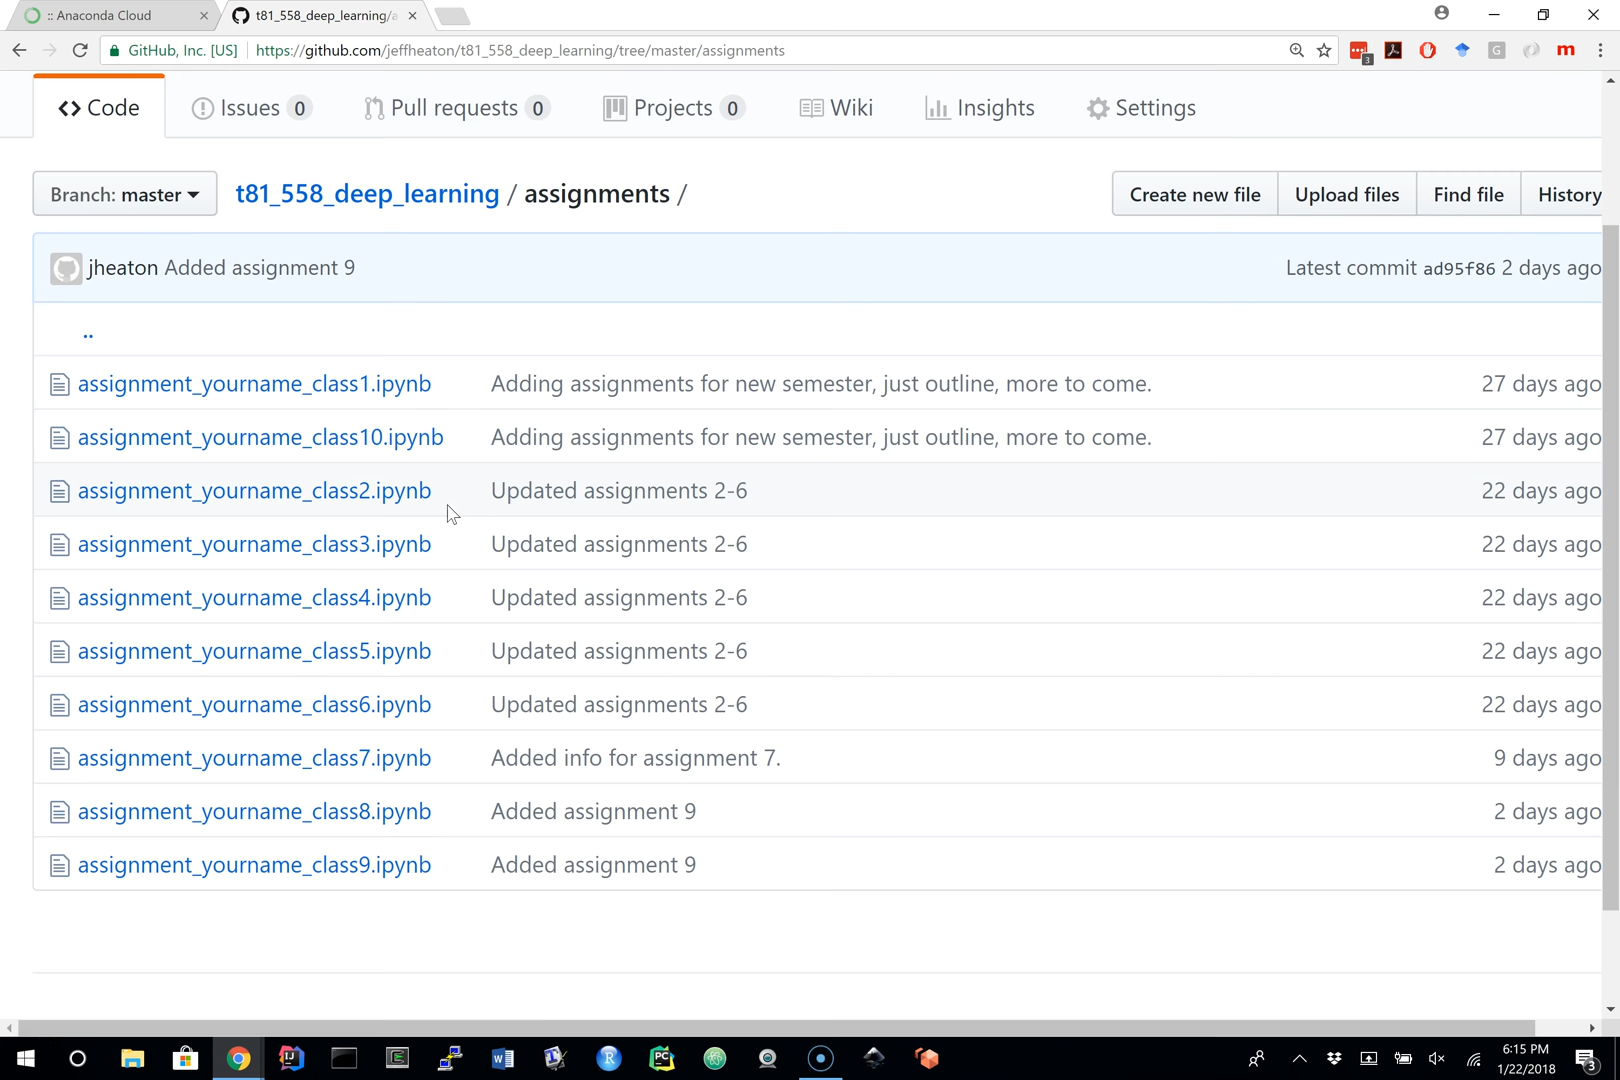 :: Anaconda Cloud
t81_558_deep_learning/a
GitHub, Inc. [US] https://github.com/jeffheaton/t81_558_deep_learning/tree/master/assignments
3
G
m
Code
Issues 0
Pull requests 0
Projects 0
Wiki
Insights
Settings
Branch: master
t81_558_deep_learning / assignments /
Create new file
Upload files
Find file
History
jheaton Added assignment 9
Latest commit ad95f86 2 days ago
..
assignment_yourname_class1.ipynb Adding assignments for new semester, just outline, more to come. 27 days ago
assignment_yourname_class10.ipynb Adding assignments for new semester, just outline, more to come. 27 days ago
assignment_yourname_class2.ipynb Updated assignments 2-6 22 days ago
assignment_yourname_class3.ipynb Updated assignments 2-6 22 days ago
assignment_yourname_class4.ipynb Updated assignments 2-6 22 days ago
assignment_yourname_class5.ipynb Updated assignments 2-6 22 days ago
assignment_yourname_class6.ipynb Updated assignments 2-6 22 days ago
assignment_yourname_class7.ipynb Added info for assignment 7. 9 days ago
assignment_yourname_class8.ipynb Added assignment 9 2 days ago
assignment_yourname_class9.ipynb Added assignment 9 2 days ago
IJ
W
R
PC
6:15 PM
1/22/2018
3